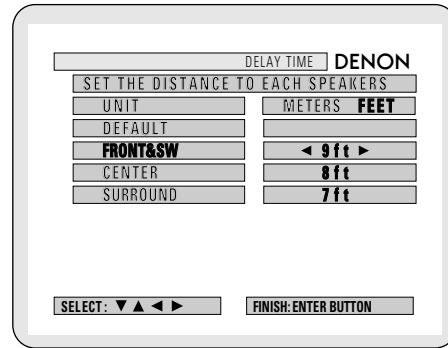 DELAY TIME DENON
SET THE DISTANCE TO EACH SPEAKERS
UNIT METERS FEET
DEFAULT
FRONT&SW ◄ 9ft ►
CENTER 8ft
SURROUND 7ft
SELECT: ▼ ▲ ◄ ► FINISH: ENTER BUTTON